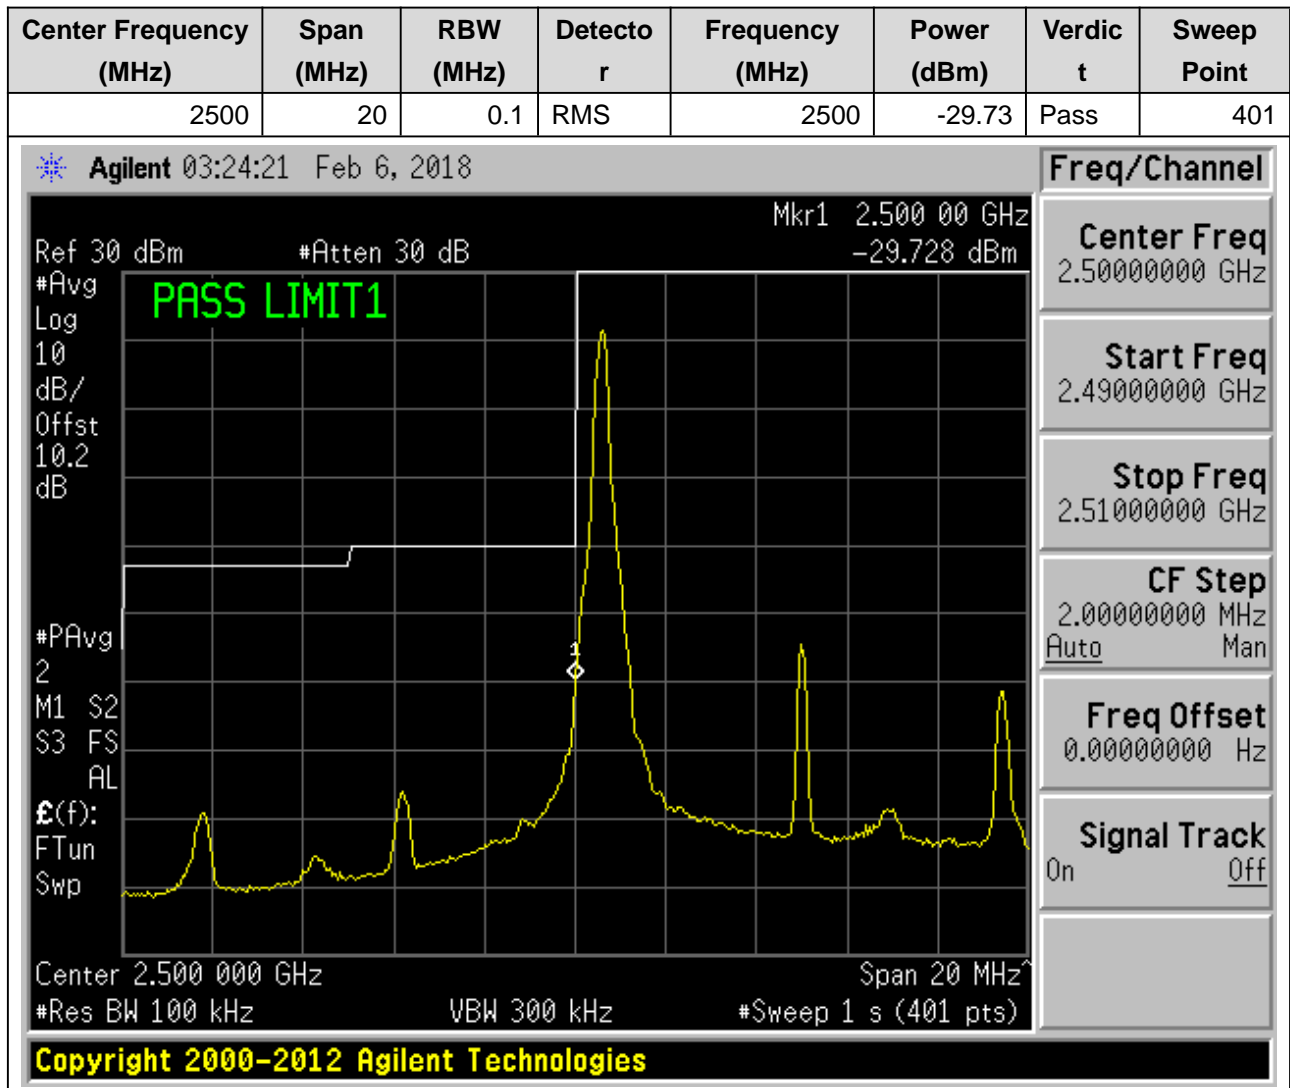 Center Frequency (MHz) Span (MHz) RBW (MHz) Detecto r Frequency (MHz) Power (dBm) Verdic t Sweep Point
2500 20 0.1 RMS 2500 -29.73 Pass 401
Agilent 03:24:21 Feb 6, 2018
Freq/Channel
Mkr1 2.500 00 GHz
Ref 30 dBm #Atten 30 dB -29.728 dBm
#Avg
Log
10
dB/
Offst
10.2
dB
PASS LIMIT1
#PAvg
2
M1 S2
S3 FS
AL
£(f):
FTun
Swp
1
Center 2.500 000 GHz Span 20 MHz^
#Res BW 100 kHz VBW 300 kHz #Sweep 1 s (401 pts)
Center Freq
2.50000000 GHz
Start Freq
2.49000000 GHz
Stop Freq
2.51000000 GHz
CF Step
2.00000000 MHz
Auto Man
Freq Offset
0.00000000 Hz
Signal Track
On Off
Copyright 2000-2012 Agilent Technologies